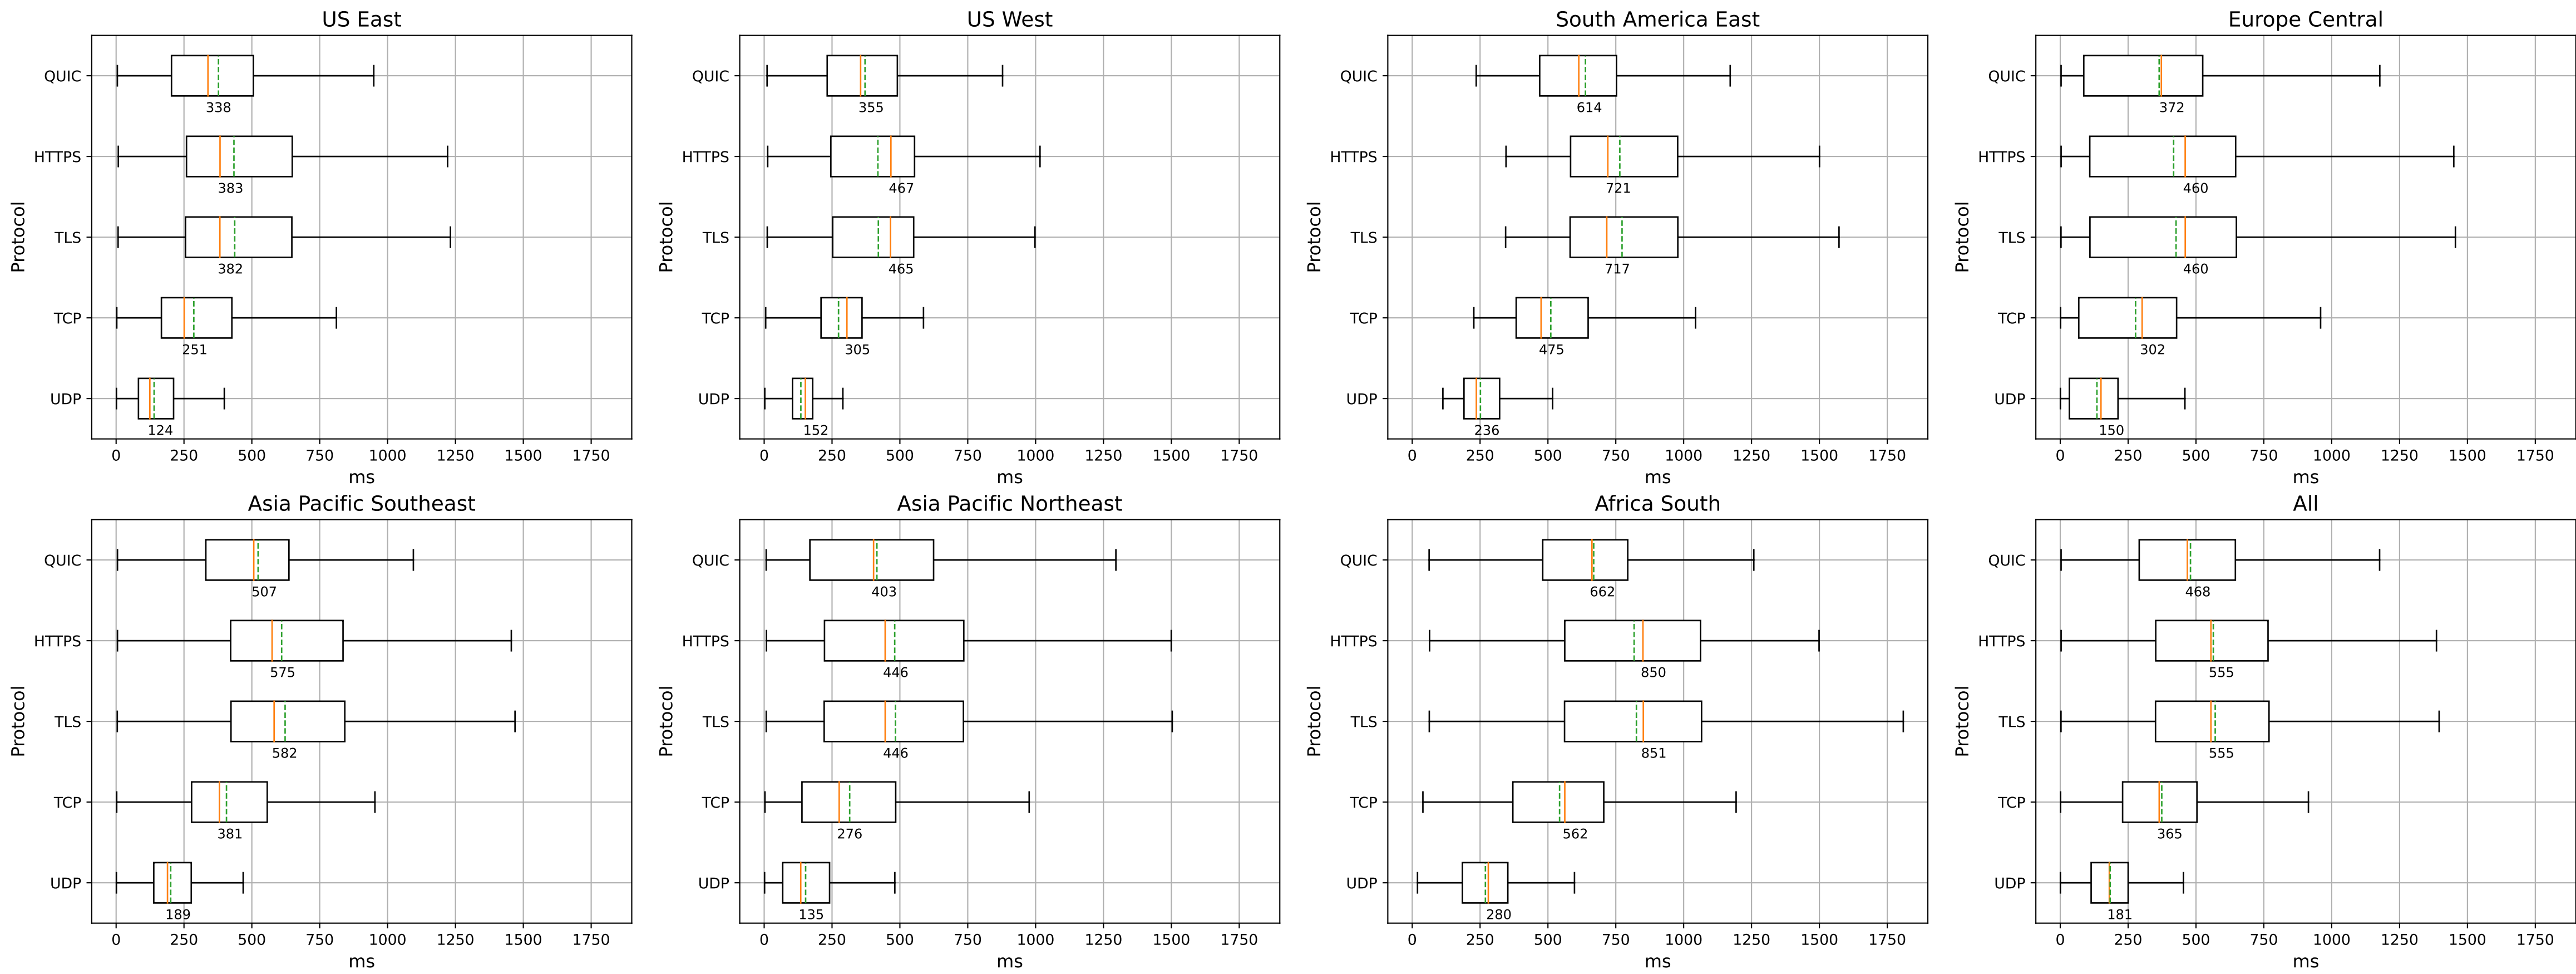 US East
QUIC
338
HTTPS
383
TLS
382
TCP
251
UDP
124
0 250 500 750 1000 1250 1500 1750
ms
Protocol
US West
QUIC
355
HTTPS
467
TLS
465
TCP
305
UDP
152
0 250 500 750 1000 1250 1500 1750
ms
Protocol
South America East
QUIC
614
HTTPS
721
TLS
717
TCP
475
UDP
236
0 250 500 750 1000 1250 1500 1750
ms
Protocol
Europe Central
QUIC
372
HTTPS
460
TLS
460
TCP
302
UDP
150
0 250 500 750 1000 1250 1500 1750
ms
Protocol
Asia Pacific Southeast
QUIC
507
HTTPS
575
TLS
582
TCP
381
UDP
189
0 250 500 750 1000 1250 1500 1750
ms
Protocol
Asia Pacific Northeast
QUIC
403
HTTPS
446
TLS
446
TCP
276
UDP
135
0 250 500 750 1000 1250 1500 1750
ms
Protocol
Africa South
QUIC
662
HTTPS
850
TLS
851
TCP
562
UDP
280
0 250 500 750 1000 1250 1500 1750
ms
Protocol
All
QUIC
468
HTTPS
555
TLS
555
TCP
365
UDP
181
0 250 500 750 1000 1250 1500 1750
ms
Protocol